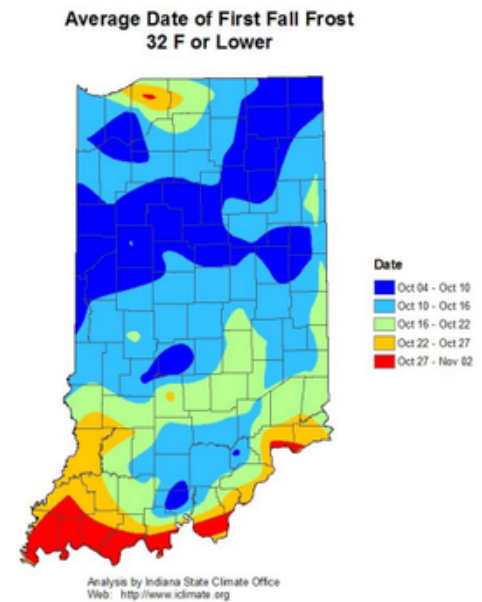 Average Date of First Fall Frost
32 F or Lower
Date
Oct 04 - Oct 10
Oct 10 - Oct 16
Oct 16 - Oct 22
Oct 22 - Oct 27
Oct 27 - Nov 02
Analysis by Indiana State Climate Office
Web: http://www.iclimate.org